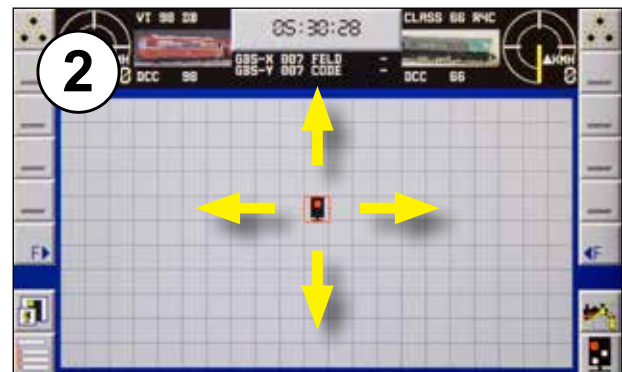 VT 98 DB
05:30:28
CLASS 66 R4C
2
GBS-X 007 FELD -
GBS-Y 007 CODE -
DCC 98
DCC 66
KMH
0
KMH
0
F
F